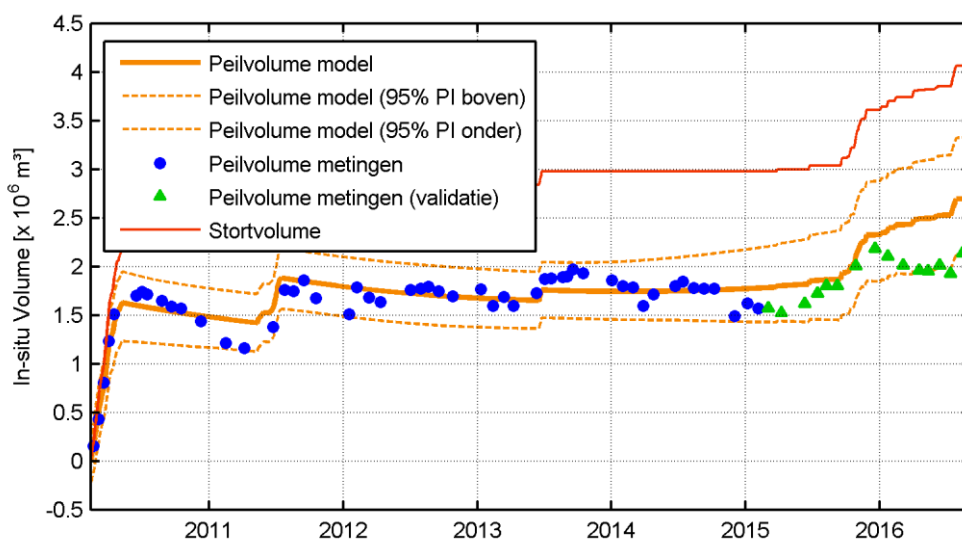 4.5
4
3.5
3
2.5
2
1.5
1
0.5
0
-0.5
In-situ Volume [x 10⁶ m³]
Peilvolume model
Peilvolume model (95% PI boven)
Peilvolume model (95% PI onder)
Peilvolume metingen
Peilvolume metingen (validatie)
Stortvolume
2011
2012
2013
2014
2015
2016